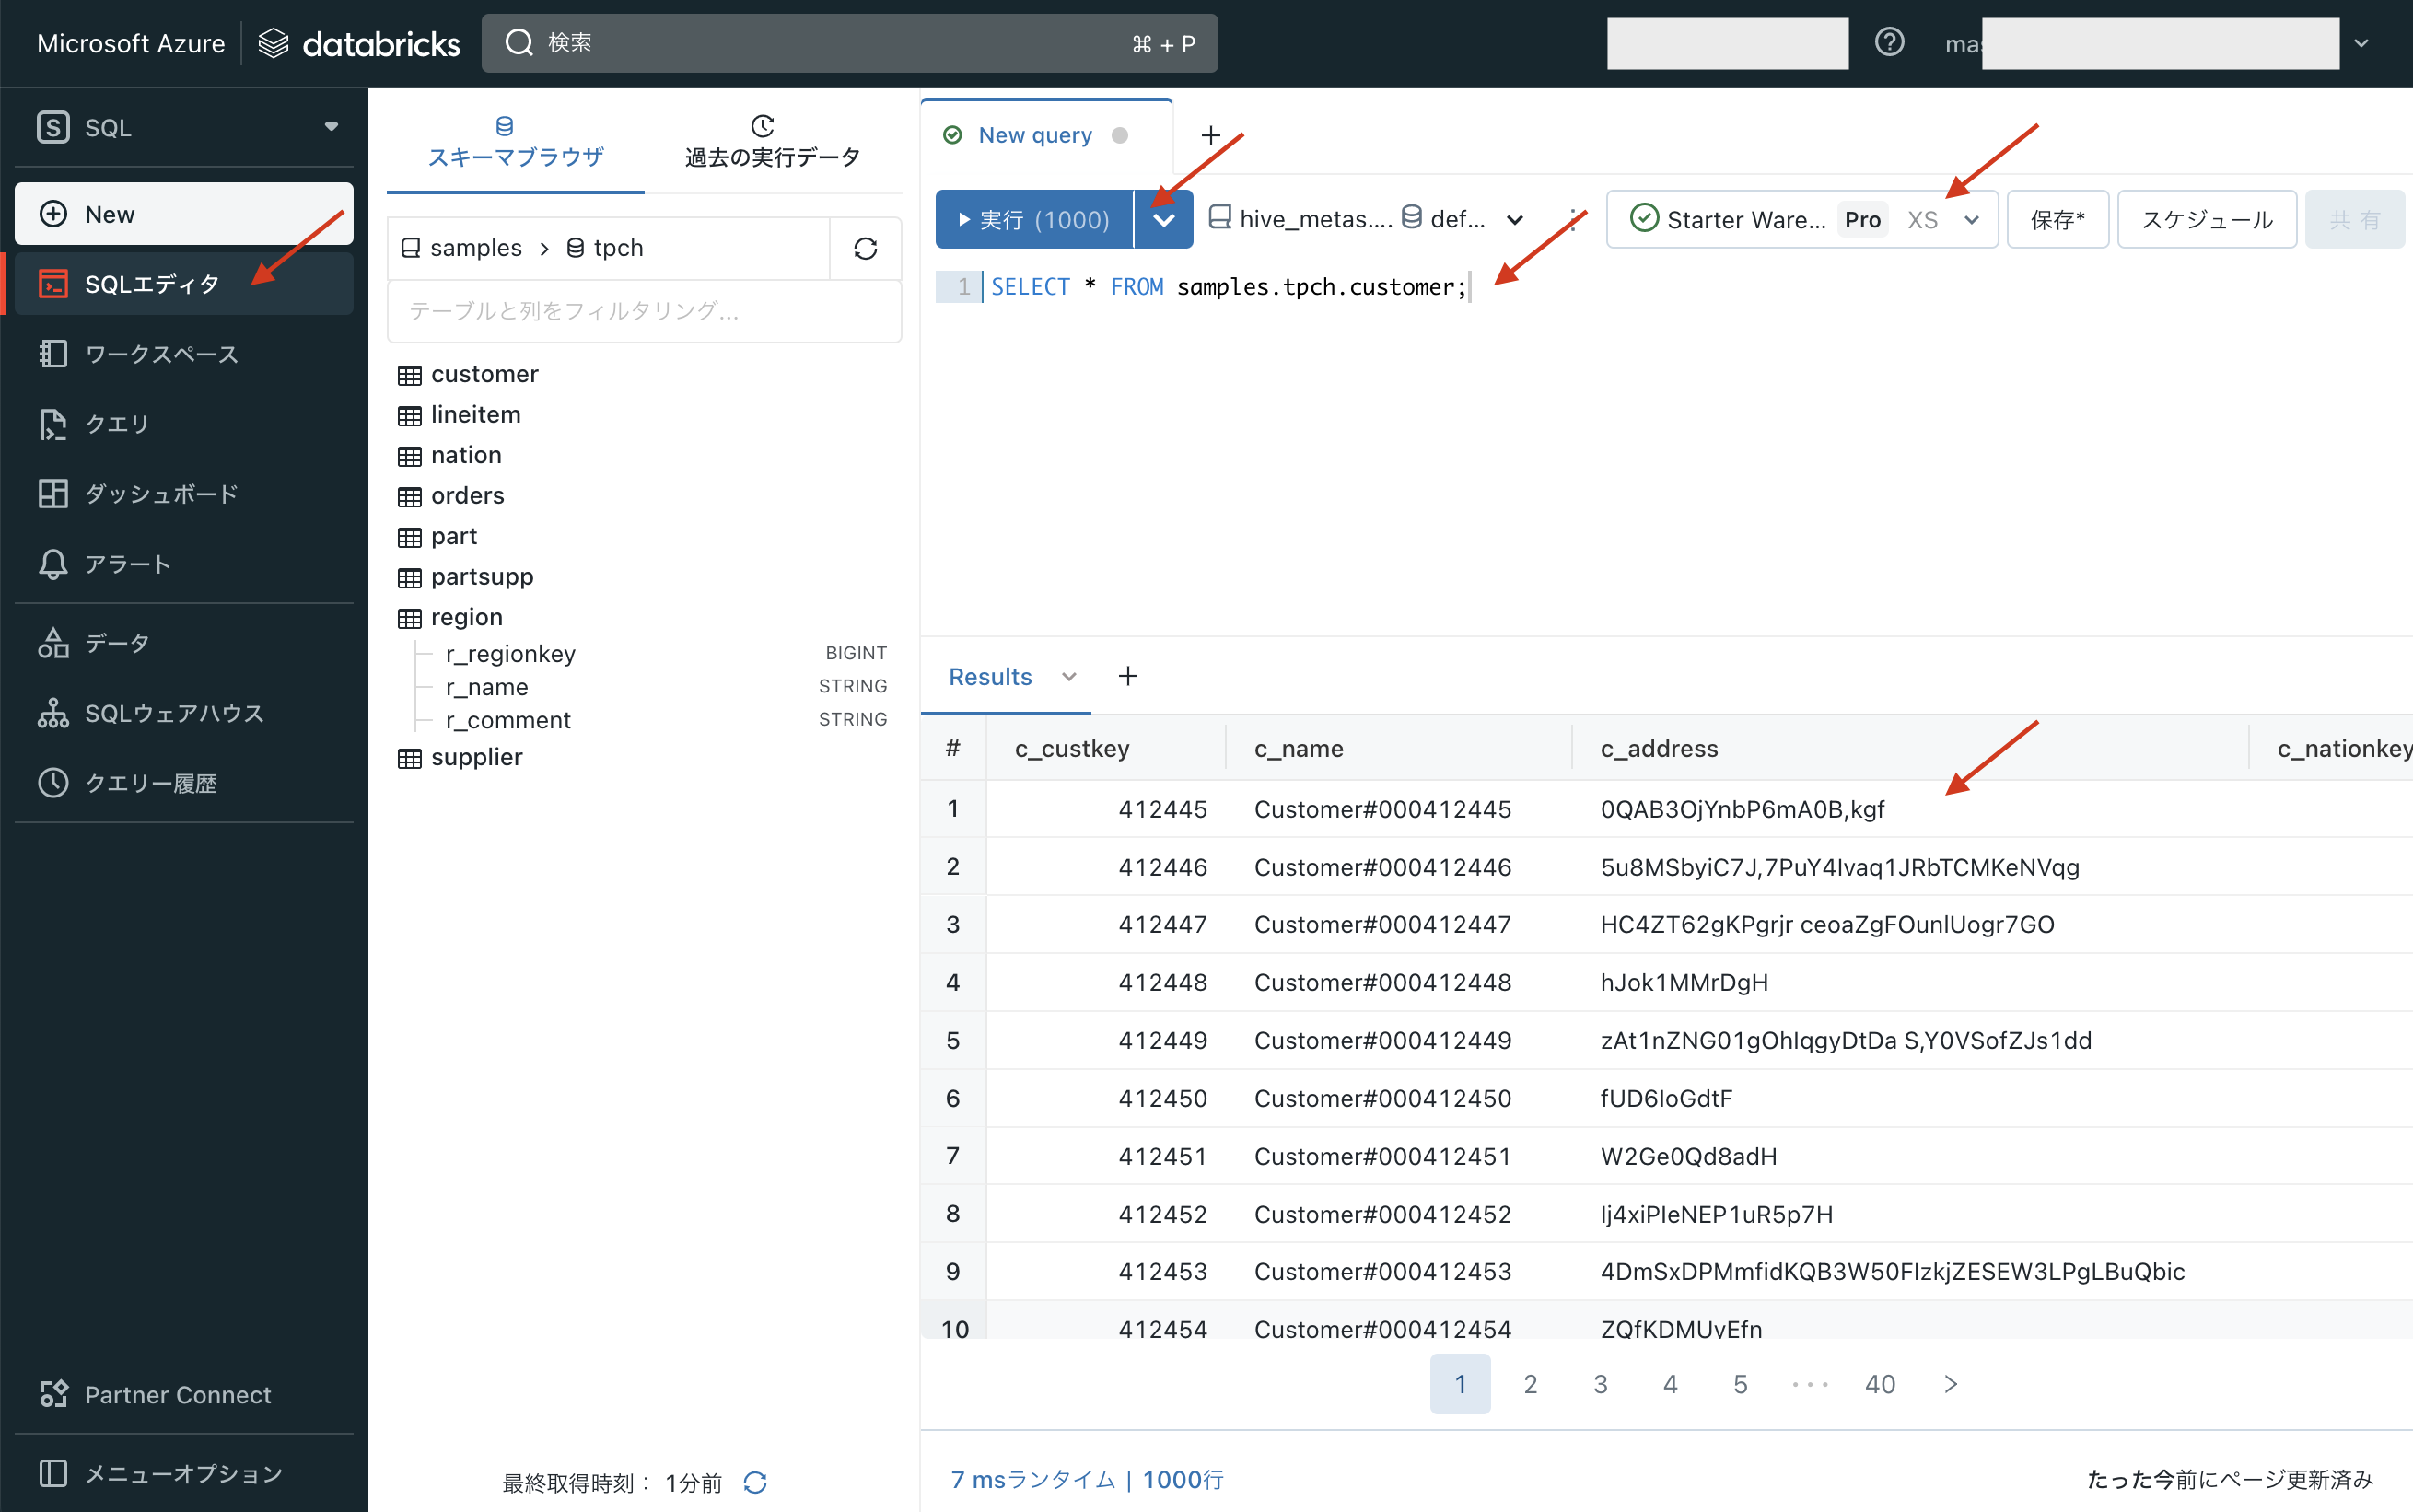 Microsoft Azure databricks 検索 ⌘ + P mas
SQL
New
SQLエディタ
ワークスペース
クエリ
ダッシュボード
アラート
データ
SQLウェアハウス
クエリー履歴
Partner Connect
メニューオプション
スキーマブラウザ 過去の実行データ
samples > tpch
テーブルと列をフィルタリング...
customer
lineitem
nation
orders
part
partsupp
region
r_regionkey BIGINT
r_name STRING
r_comment STRING
supplier
最終取得時刻： 1分前
New query +
実行 (1000) hive_metas.... def... Starter Ware... Pro XS 保存* スケジュール 共有
1 SELECT * FROM samples.tpch.customer;
Results +
# c_custkey c_name c_address c_nationkey
1 412445 Customer#000412445 0QAB3OjYnbP6mA0B,kgf
2 412446 Customer#000412446 5u8MSbyiC7J,7PuY4Ivaq1JRbTCMKeNVqg
3 412447 Customer#000412447 HC4ZT62gKPgrjr ceoaZgFOunlUogr7GO
4 412448 Customer#000412448 hJok1MMrDgH
5 412449 Customer#000412449 zAt1nZNG01gOhIqgyDtDa S,Y0VSofZJs1dd
6 412450 Customer#000412450 fUD6IoGdtF
7 412451 Customer#000412451 W2Ge0Qd8adH
8 412452 Customer#000412452 Ij4xiPIeNEP1uR5p7H
9 412453 Customer#000412453 4DmSxDPMmfidKQB3W50FIzkjZESEW3LPgLBuQbic
10 412454 Customer#000412454 ZQfKDMUyEfn
1 2 3 4 5 ··· 40 >
7 msランタイム | 1000行
たった今前にページ更新済み